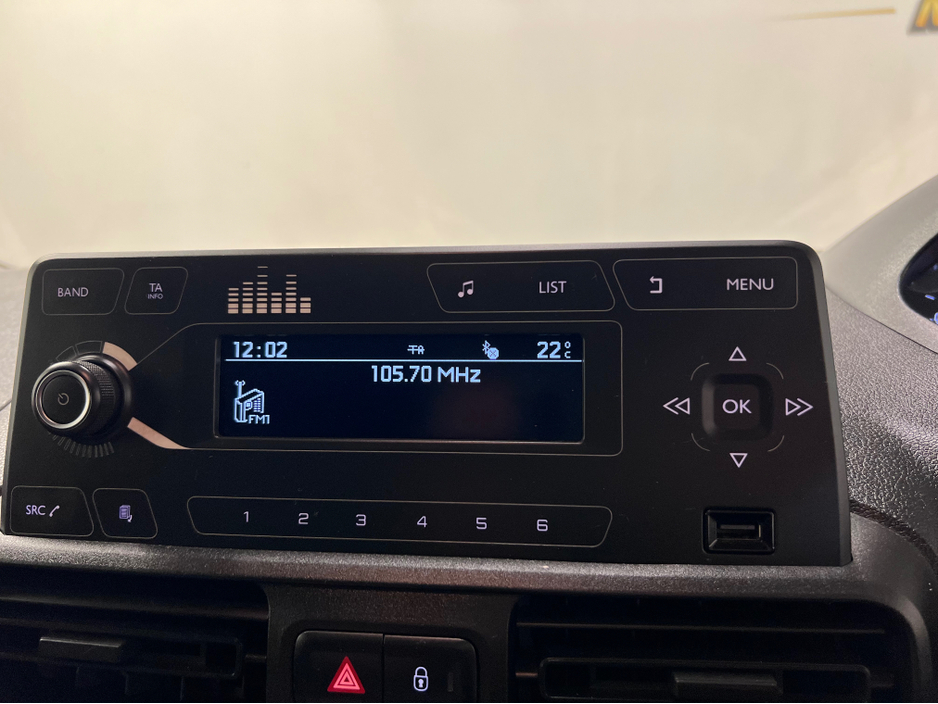 BAND
TA
INFO
LIST
MENU
12:02 TA 22°C
105.70 MHz
FM1
OK
SRC
1 2 3 4 5 6